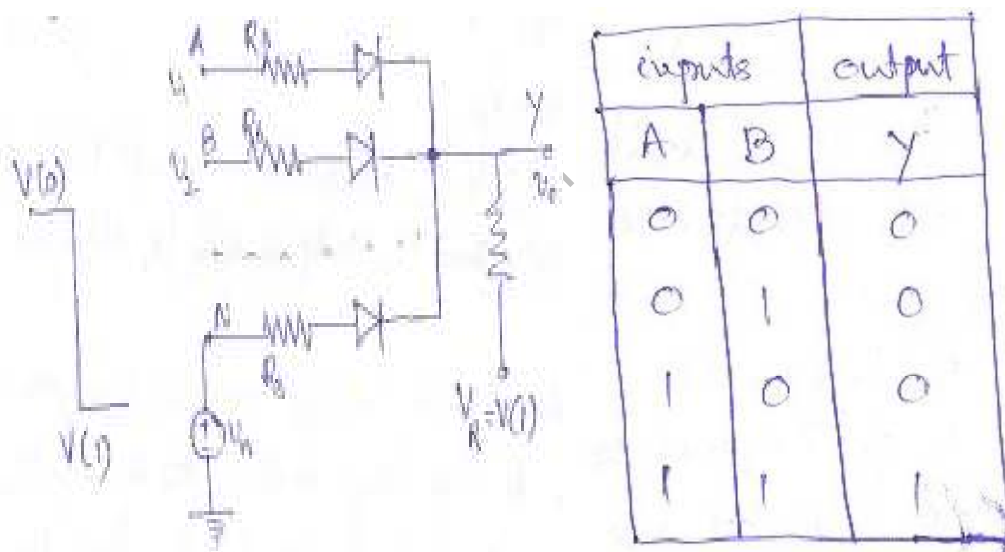 A
R
B
Y
V(0)
V(1)
N
V_R=V(1)
inputs output
A B Y
0 0 0
0 1 0
1 0 0
1 1 1